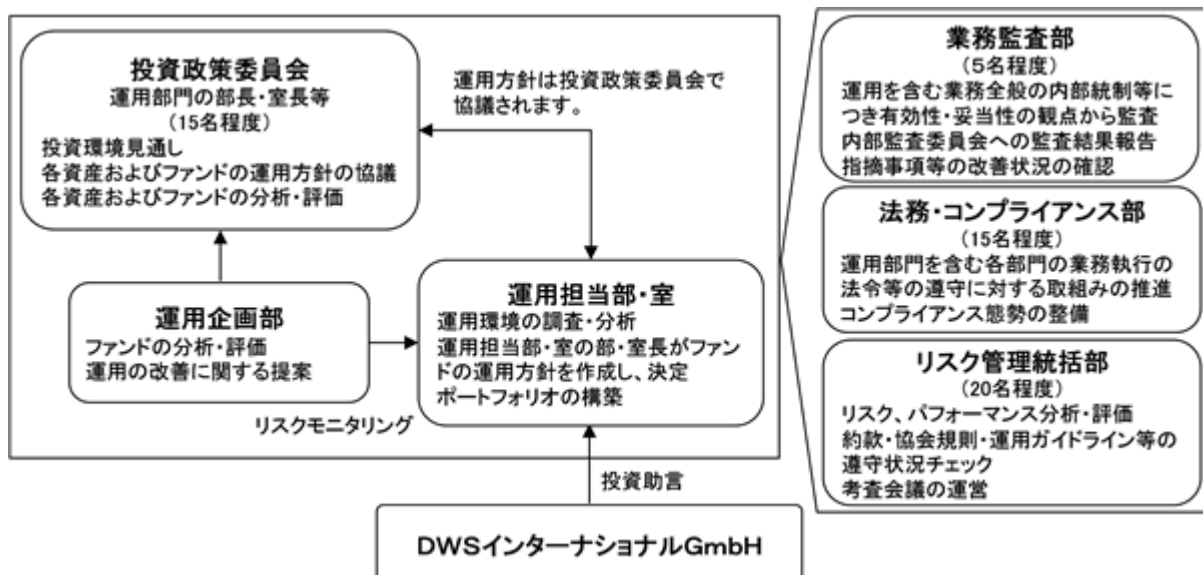 投資政策委員会
運用部門の部長・室長等
(15名程度)
投資環境見通し
各資産およびファンドの運用方針の協議
各資産およびファンドの分析・評価
運用方針は投資政策委員会で
協議されます。
運用企画部
ファンドの分析・評価
運用の改善に関する提案
リスクモニタリング
運用担当部・室
運用環境の調査・分析
運用担当部・室の部・室長がファン
ドの運用方針を作成し、決定
ポートフォリオの構築
投資助言
DWSインターナショナルGmbH
業務監査部
(5名程度)
運用を含む業務全般の内部統制等に
つき有効性・妥当性の観点から監査
内部監査委員会への監査結果報告
指摘事項等の改善状況の確認
法務・コンプライアンス部
(15名程度)
運用部門を含む各部門の業務執行の
法令等の遵守に対する取組みの推進
コンプライアンス態勢の整備
リスク管理統括部
(20名程度)
リスク、パフォーマンス分析・評価
約款・協会規則・運用ガイドライン等の
遵守状況チェック
考査会議の運営